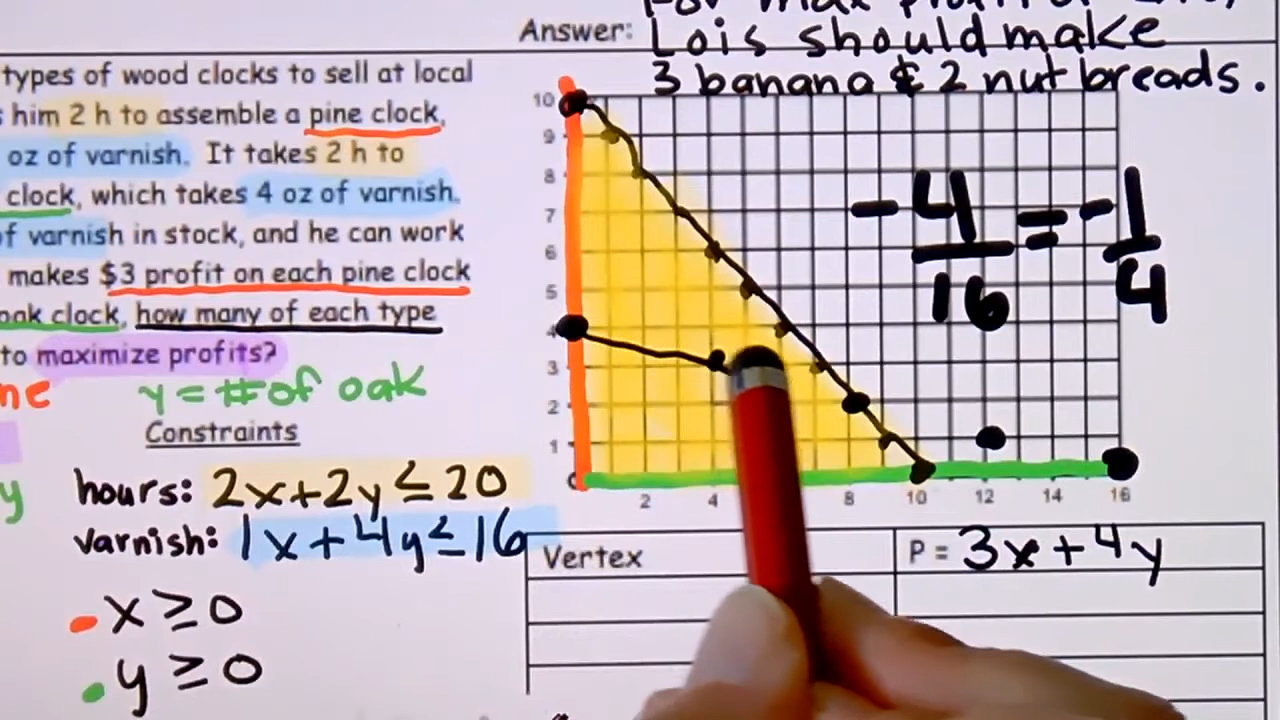 Answer:
Lois should make
3 banana & 2 nut breads.
types of wood clocks to sell at local
him 2 h to assemble a pine clock,
oz of varnish. It takes 2 h to
clock, which takes 4 oz of varnish.
varnish in stock, and he can work
makes $3 profit on each pine clock
oak clock, how many of each type
to maximize profits?
y = # of oak
Constraints
hours: 2x+2y≤20
varnish: 1x+4y≤16
x≥0
y≥0
y
10
9
8
7
6
5
4
3
2
1
0
2 4 8 10 12 14 16
-4/16 = -1/4
Vertex
P = 3x+4y